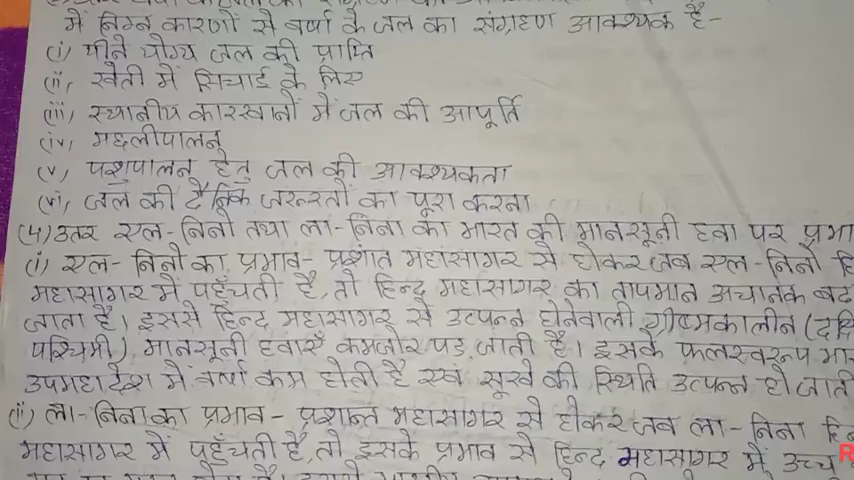 में निम्न कारणों से वर्षा के जल का संग्रहण आवश्यक है-
(i) पीने योग्य जल की प्राप्ति
(ii) खेती में सिचाई के लिए
(iii) स्थानीय कारखानों में जल की आपूर्ति
(iv) मछलीपालन
(v) पशुपालन हेतु जल की आवश्यकता
(vi) जल की दैनिक जरूरतों का पूरा करना
(4) उतर एल-निनो तथा ला-निना का भारत की मानसूनी हवा पर प्रभा
(i) एल-निनो का प्रभाव- प्रशांत महासागर से होकर जब एल-निनो हि
महासागर में पहुँचती है, तो हिन्द महासागर का तापमान अचानक बढ़
जाता है। इससे हिन्द महासागर से उत्पन्न होनेवाली ग्रीष्मकालीन (दक्षि
पश्चिमी) मानसूनी हवाएँ कमजोर पड़ जाती है। इसके फलस्वरूप भार
उपमहादेश में वर्षा कम होती है एवं सूखे की स्थिति उत्पन्न हो जाती
(ii) ला-निना का प्रभाव - प्रशान्त महासागर से होकर जब ला-निना हिन्
महासागर में पहुँचती है, तो इसके प्रभाव से हिन्द महासागर में उच्च
R